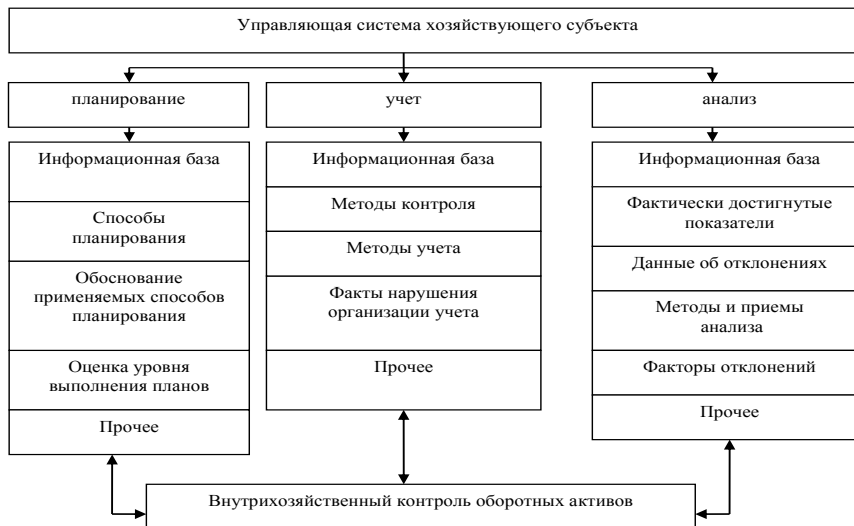 Управляющая система хозяйствующего субъекта
планирование
учет
анализ
Информационная база
Способы
планирования
Обоснование
применяемых способов
планирования
Оценка уровня
выполнения планов
Прочее
Информационная база
Методы контроля
Методы учета
Факты нарушения
организации учета
Прочее
Информационная база
Фактически достигнутые
показатели
Данные об отклонениях
Методы и приемы
анализа
Факторы отклонений
Прочее
Внутрихозяйственный контроль оборотных активов